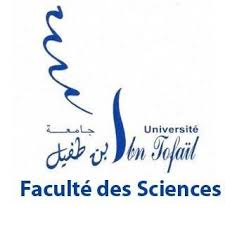 جامعة Université
ابن طفيل Ibn Tofaïl
Faculté des Sciences